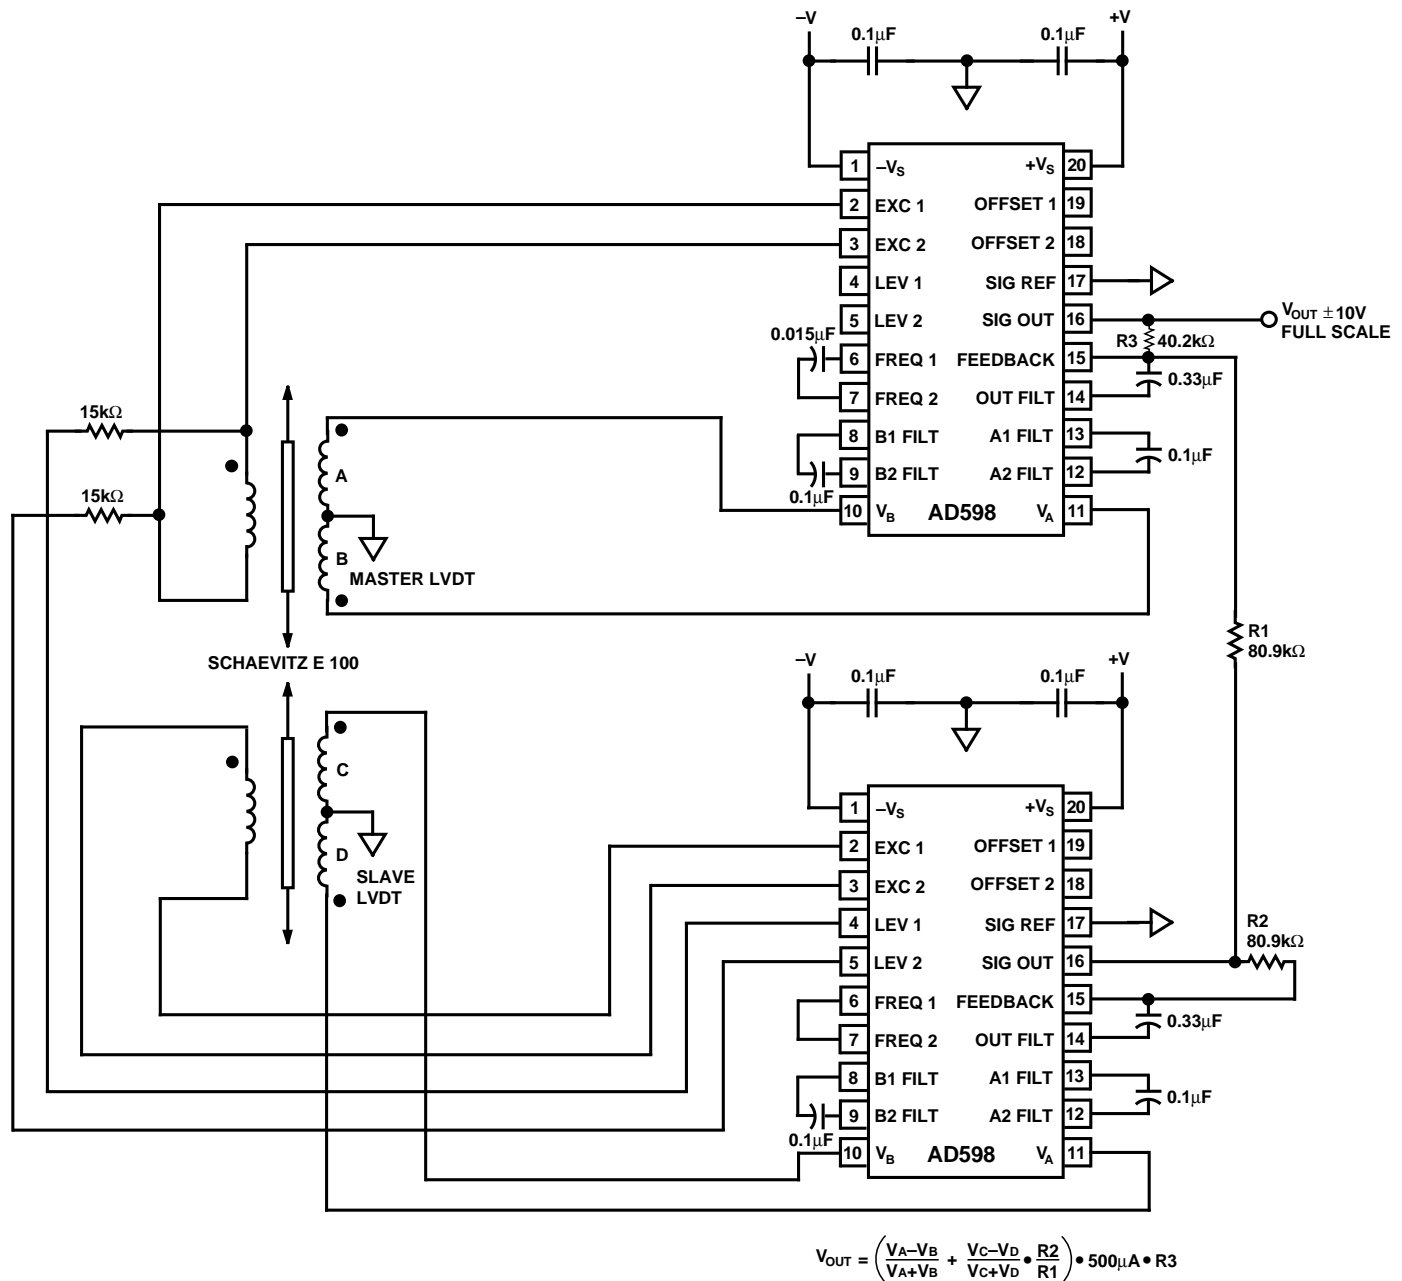 –V
+V
0.1μF
0.1μF
1
–VS
+VS
20
2
EXC 1
OFFSET 1
19
3
EXC 2
OFFSET 2
18
4
LEV 1
SIG REF
17
5
LEV 2
SIG OUT
16
VOUT ±10V
FULL SCALE
R3
40.2kΩ
0.015μF
6
FREQ 1
FEEDBACK
15
0.33μF
7
FREQ 2
OUT FILT
14
8
B1 FILT
A1 FILT
13
0.1μF
9
B2 FILT
A2 FILT
12
0.1μF
10
VB
AD598
VA
11
15kΩ
15kΩ
A
B
MASTER LVDT
SCHAEVITZ E 100
R1
80.9kΩ
–V
+V
0.1μF
0.1μF
C
D
SLAVE
LVDT
1
–VS
+VS
20
2
EXC 1
OFFSET 1
19
3
EXC 2
OFFSET 2
18
4
LEV 1
SIG REF
17
R2
80.9kΩ
5
LEV 2
SIG OUT
16
6
FREQ 1
FEEDBACK
15
0.33μF
7
FREQ 2
OUT FILT
14
8
B1 FILT
A1 FILT
13
0.1μF
9
B2 FILT
A2 FILT
12
0.1μF
10
VB
AD598
VA
11
VOUT = (VA–VB/VA+VB + VC–VD/VC+VD • R2/R1) • 500μA • R3